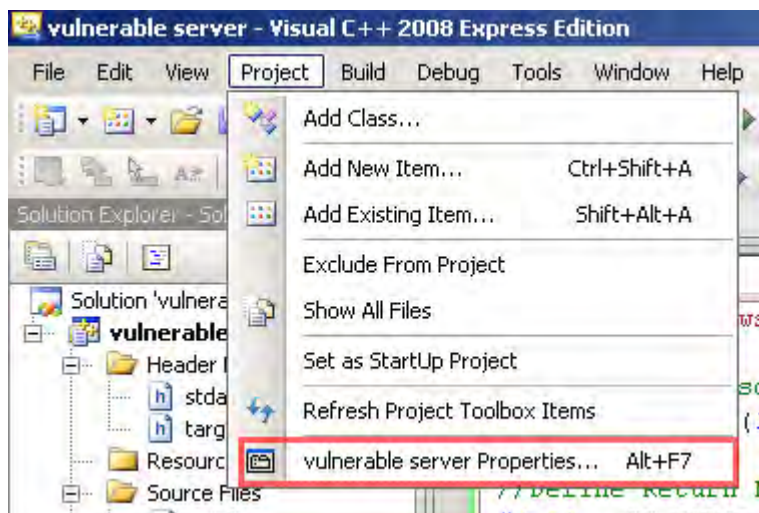 vulnerable server - Visual C++ 2008 Express Edition
File Edit View Project Build Debug Tools Window Help
Add Class...
Add New Item... Ctrl+Shift+A
Add Existing Item... Shift+Alt+A
Solution Explorer - Sol
Exclude From Project
Solution 'vulnera
Show All Files
vulnerable
Set as StartUp Project
Header
stda
Refresh Project Toolbox Items
targ
Resourc
vulnerable server Properties... Alt+F7
Source Files
//Define Return